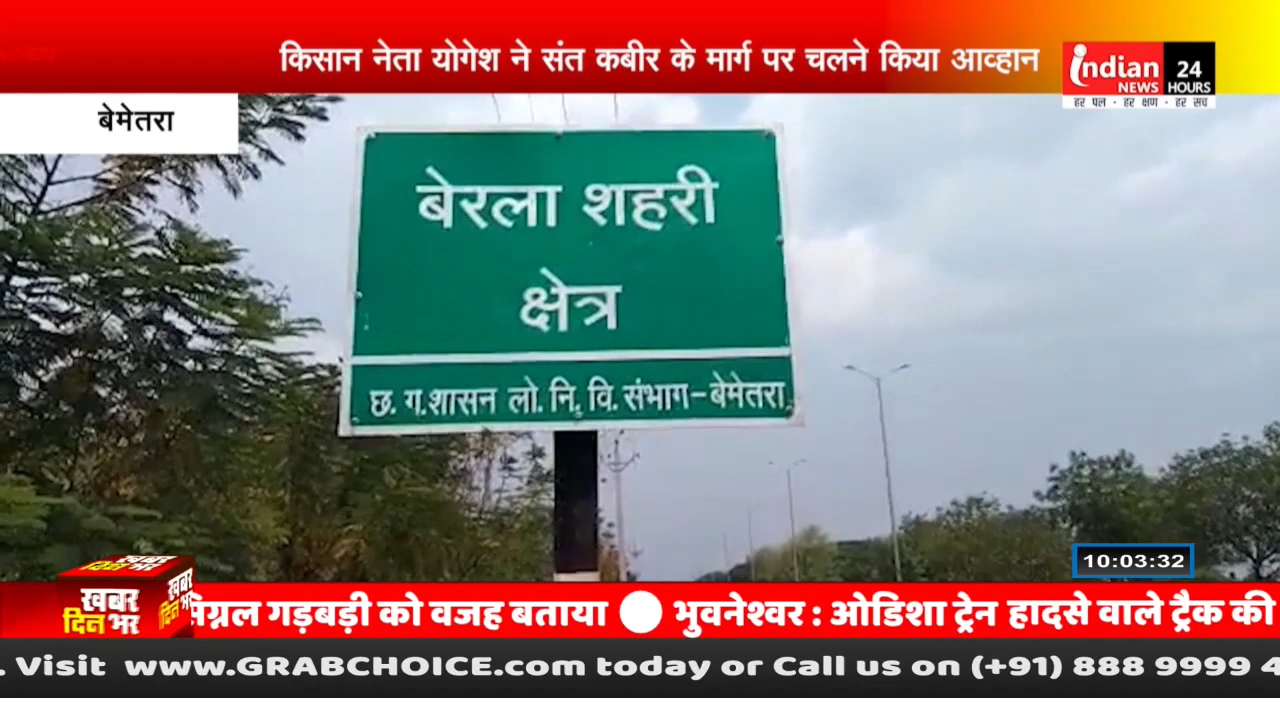 किसान नेता योगेश ने संत कबीर के मार्ग पर चलने किया आव्हान
indian NEWS 24 HOURS
हर पल - हर क्षण - हर सच
बेमेतरा
बेरला शहरी
क्षेत्र
छ. ग. शासन लो. नि. वि. संभाग-बेमेतरा
10:03:32
खबर दिन भर
गड़बड़ी को वजह बताया ● भुवनेश्वर : ओडिशा ट्रेन हादसे वाले ट्रैक की
. Visit www.GRABCHOICE.com today or Call us on (+91) 888 9999 4